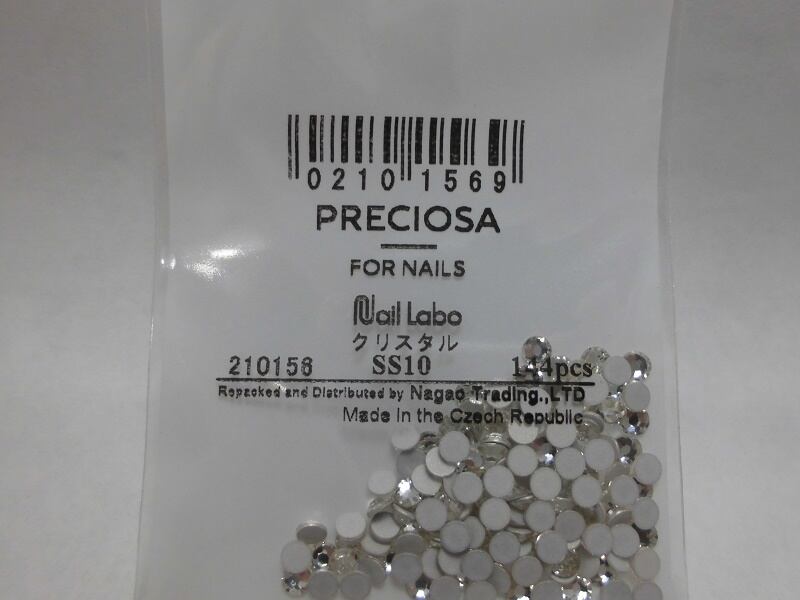 0210 1569
PRECIOSA
FOR NAILS
Nail Labo
クリスタル
210156 SS10 144pcs
Repacked and Distributed by Nagao Trading.,LTD
Made in the Czech Republic